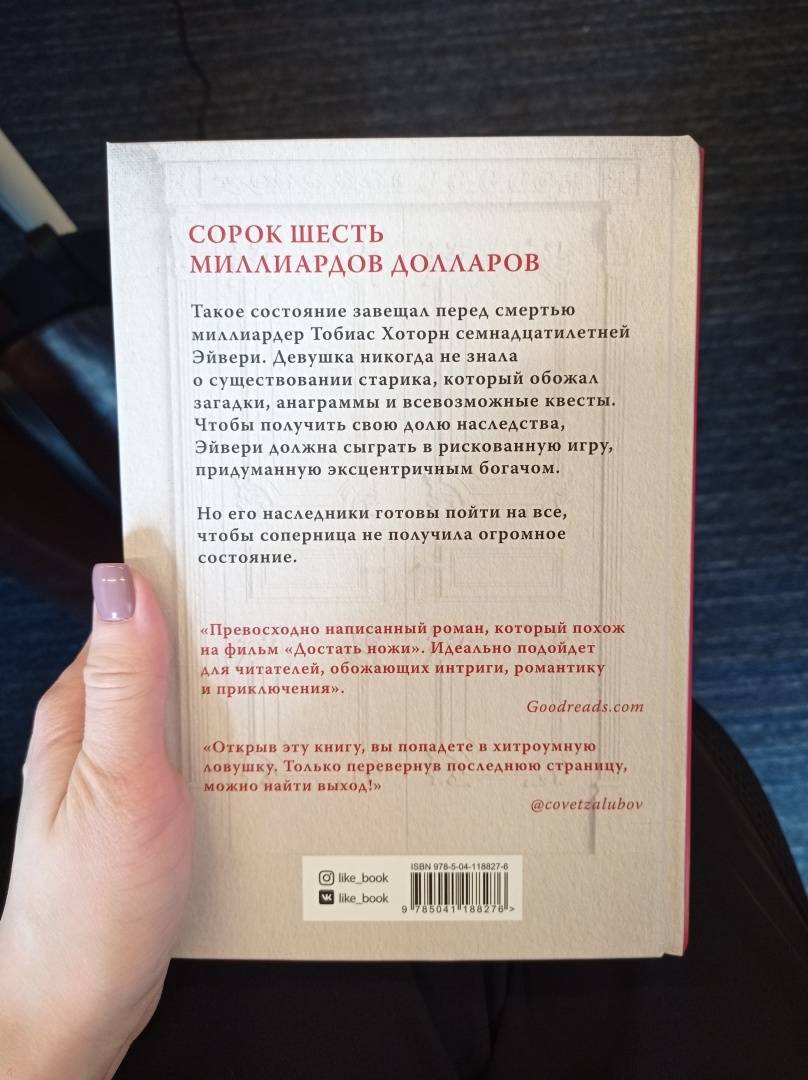 СОРОК ШЕСТЬ
МИЛЛИАРДОВ ДОЛЛАРОВ
Такое состояние завещал перед смертью
миллиардер Тобиас Хоторн семнадцатилетней
Эйвери. Девушка никогда не знала
о существовании старика, который обожал
загадки, анаграммы и всевозможные квесты.
Чтобы получить свою долю наследства,
Эйвери должна сыграть в рискованную игру,
придуманную эксцентричным богачом.
Но его наследники готовы пойти на все,
чтобы соперница не получила огромное
состояние.
«Превосходно написанный роман, который похож
на фильм «Достать ножи». Идеально подойдет
для читателей, обожающих интриги, романтику
и приключения».
Goodreads.com
«Открыв эту книгу, вы попадете в хитроумную
ловушку. Только перевернув последнюю страницу,
можно найти выход!»
@covetzalubov
ISBN 978-5-04-118827-6
like_book
like_book
9 785041 188276 >